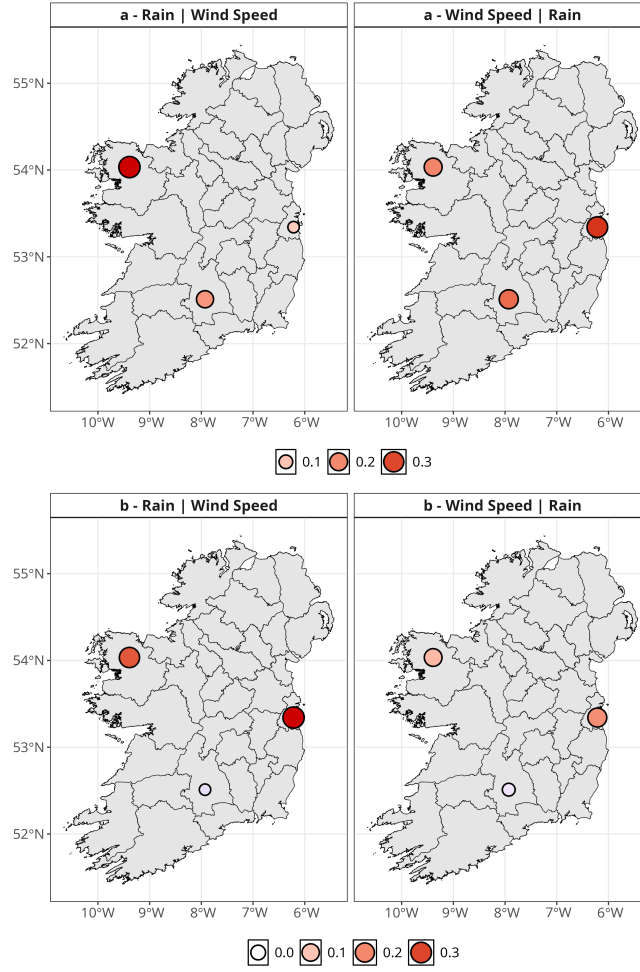 a - Rain | Wind Speed
a - Wind Speed | Rain
55°N
54°N
53°N
52°N
10°W 9°W 8°W 7°W 6°W
10°W 9°W 8°W 7°W 6°W
0.1 0.2 0.3
b - Rain | Wind Speed
b - Wind Speed | Rain
55°N
54°N
53°N
52°N
10°W 9°W 8°W 7°W 6°W
10°W 9°W 8°W 7°W 6°W
0.0 0.1 0.2 0.3